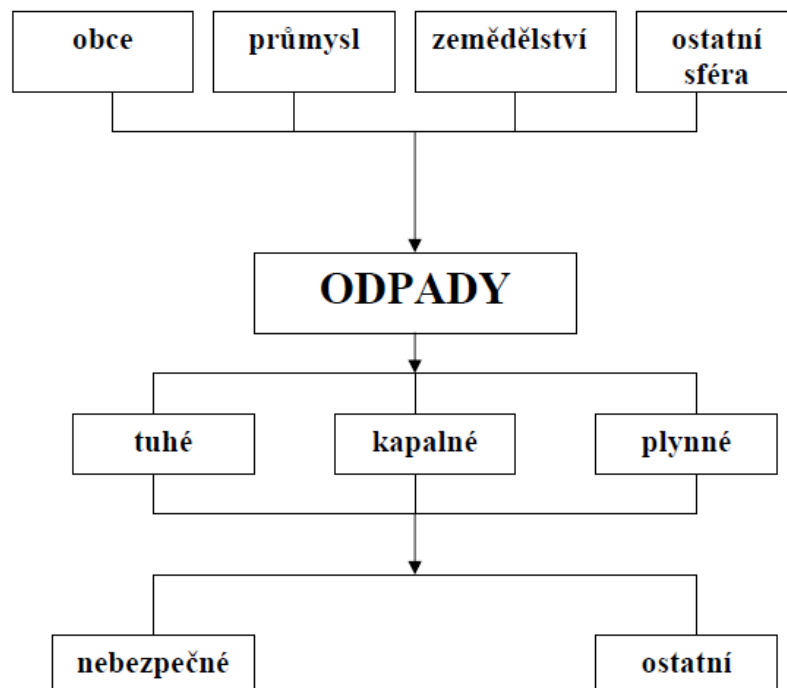 obce
průmysl
zemědělství
ostatní
sféra
ODPADY
tuhé
kapalné
plynné
nebezpečné
ostatní